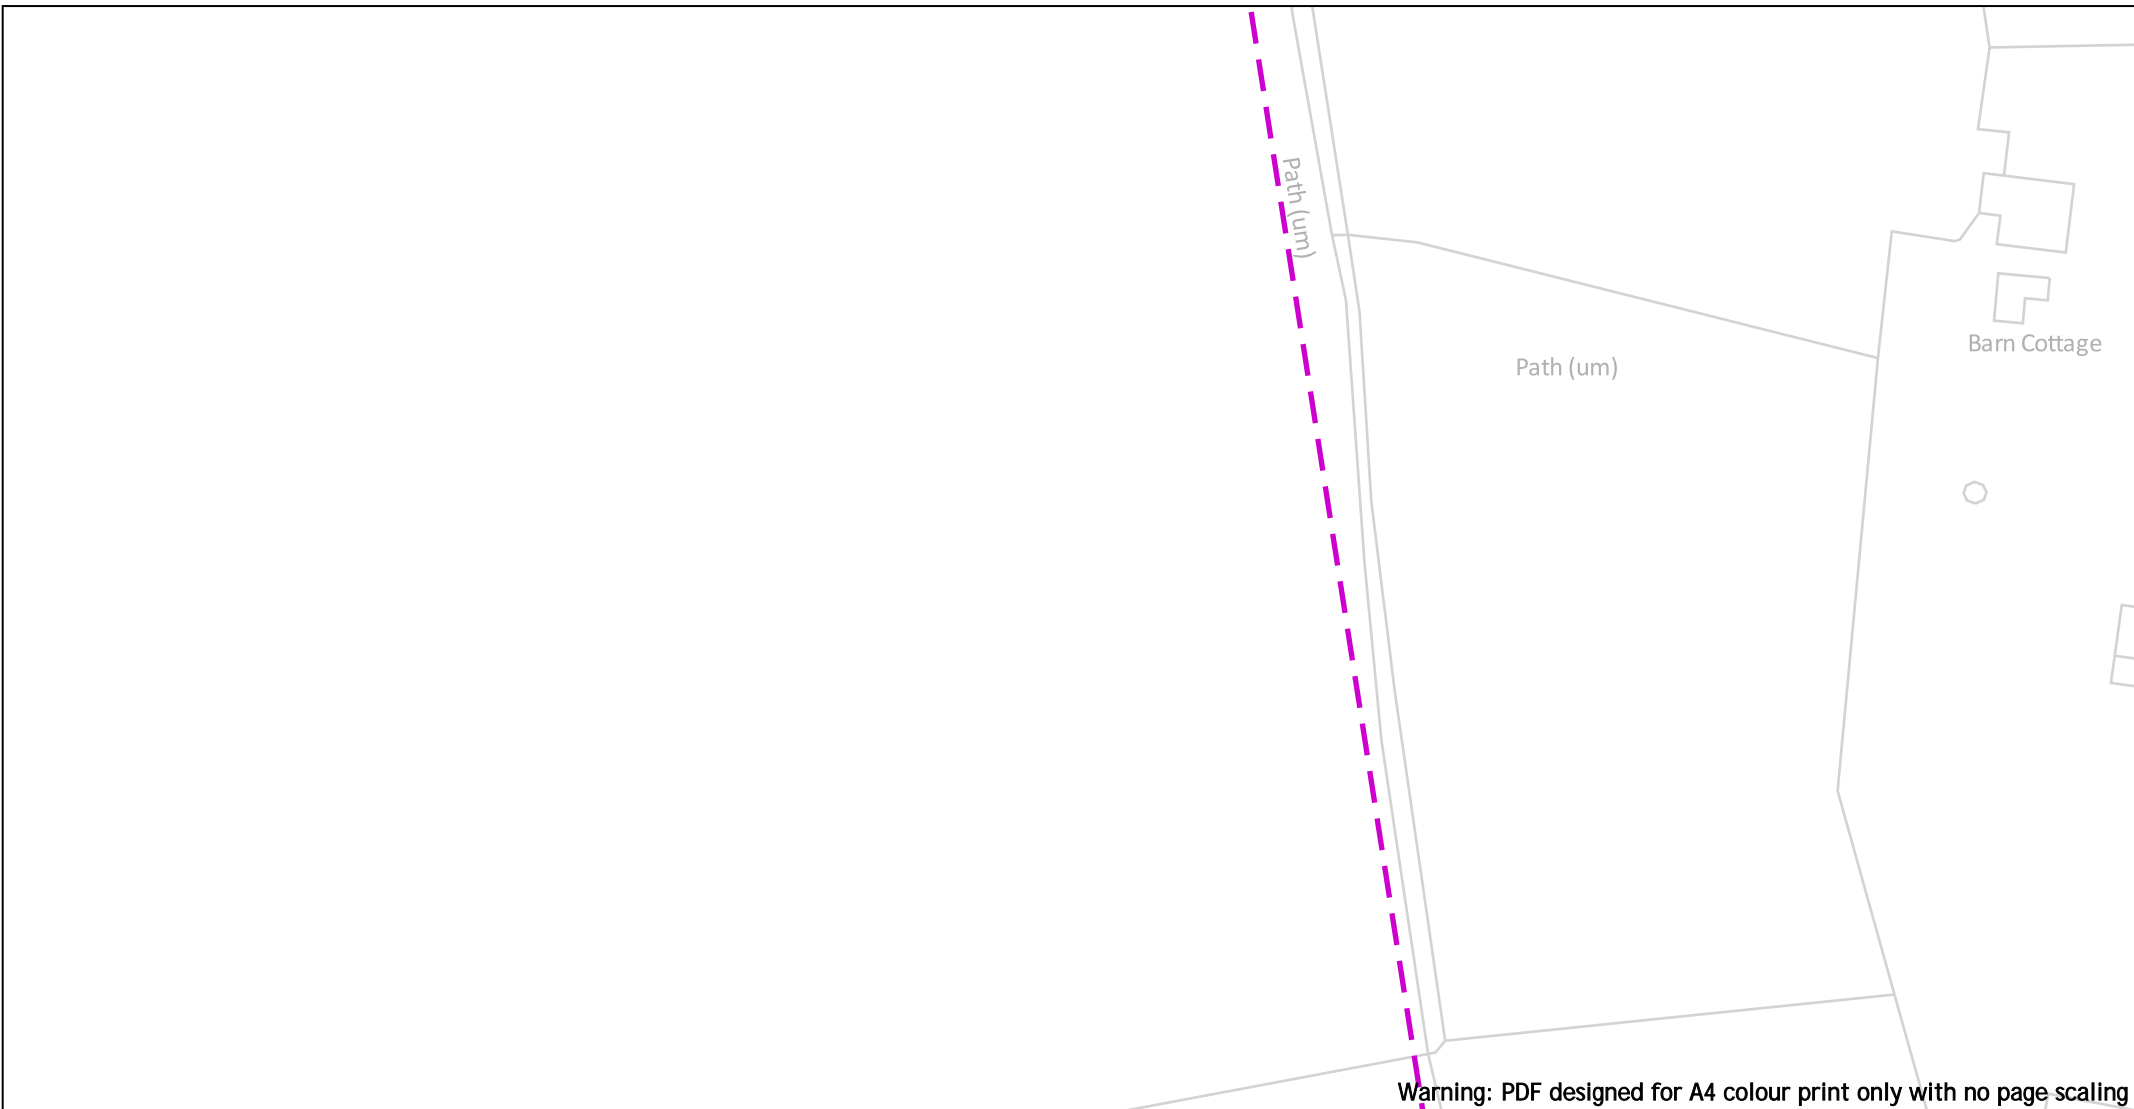 Path (um)
Path (um)
Barn Cottage
Warning: PDF designed for A4 colour print only with no page scaling